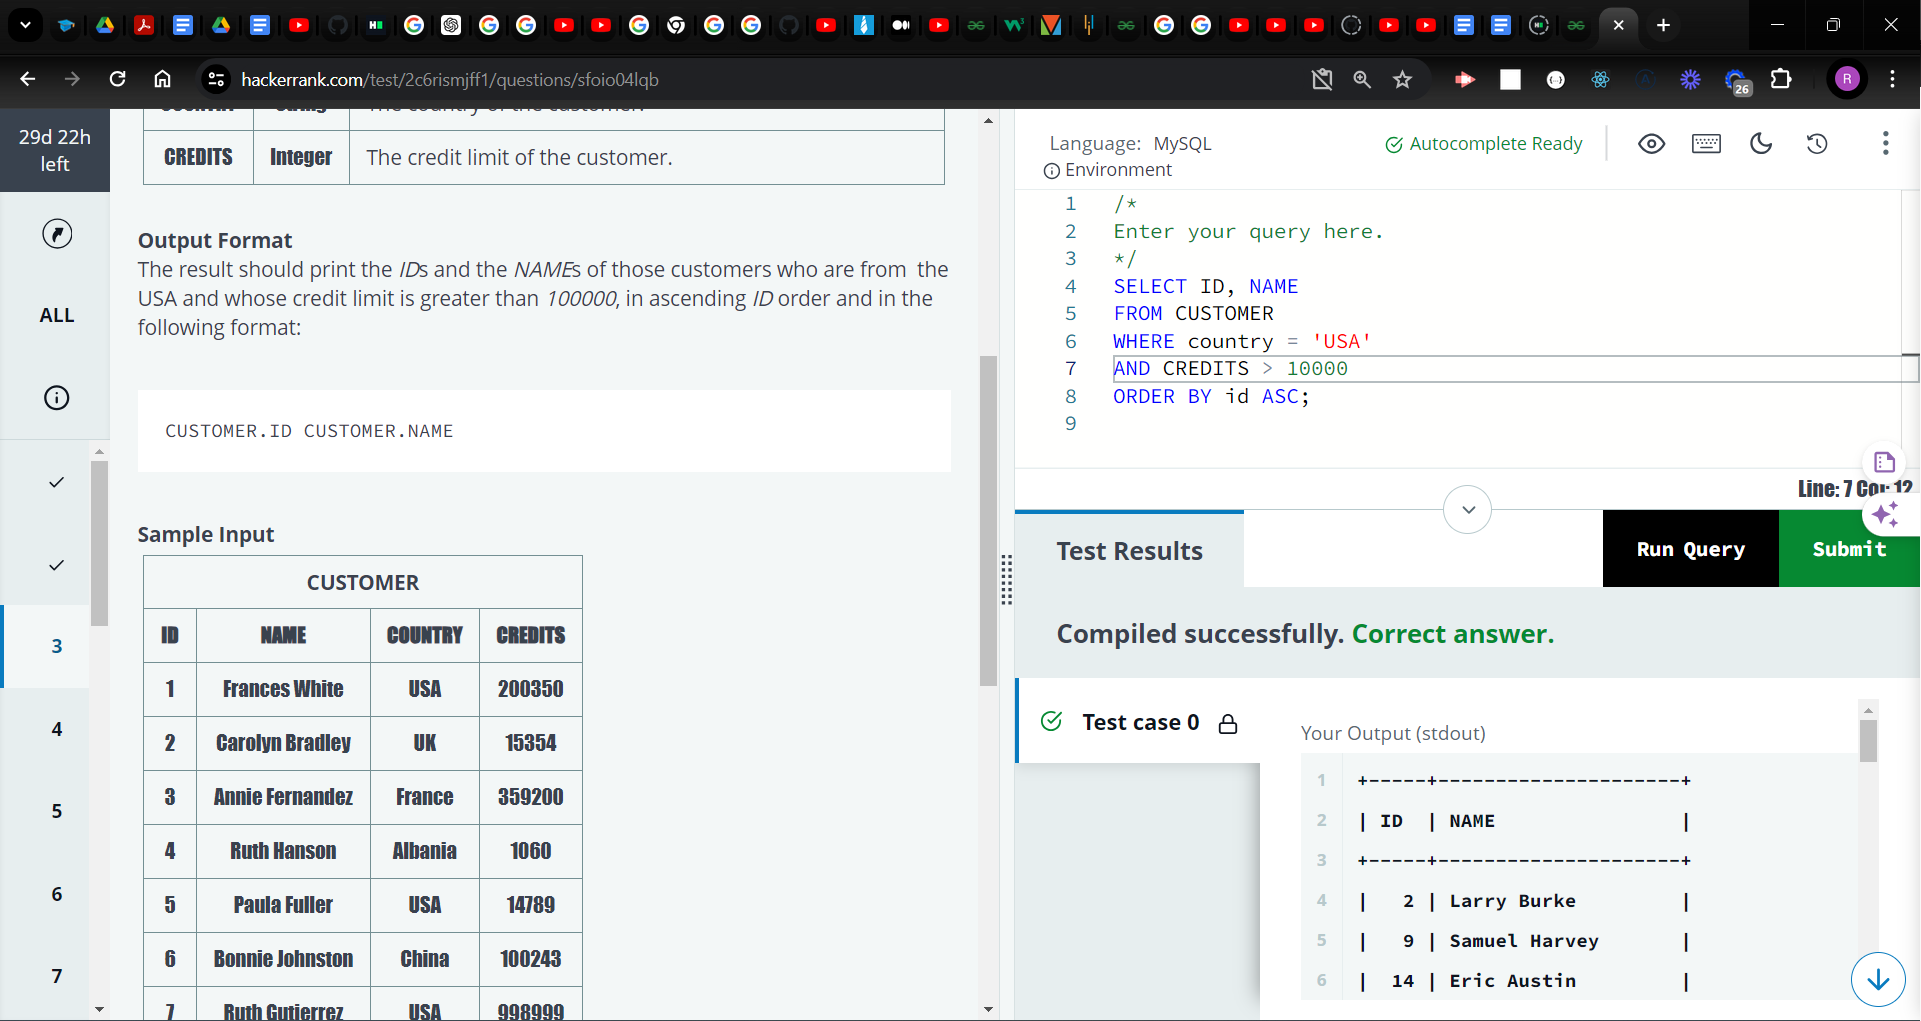 hackerrank.com/test/2c6rismjff1/questions/sfoio04lqb
26
R
29d 22h
left
ALL
3
4
5
6
7
CREDITS Integer The credit limit of the customer.
Output Format
The result should print the IDs and the NAMEs of those customers who are from the
USA and whose credit limit is greater than 100000, in ascending ID order and in the
following format:
CUSTOMER.ID CUSTOMER.NAME
Sample Input
CUSTOMER
ID NAME COUNTRY CREDITS
1 Frances White USA 200350
2 Carolyn Bradley UK 15354
3 Annie Fernandez France 359200
4 Ruth Hanson Albania 1060
5 Paula Fuller USA 14789
6 Bonnie Johnston China 100243
7 Ruth Gutierrez USA 998999
Language: MySQL
Autocomplete Ready
Environment
1 /*
2 Enter your query here.
3 */
4 SELECT ID, NAME
5 FROM CUSTOMER
6 WHERE country = 'USA'
7 AND CREDITS > 10000
8 ORDER BY id ASC;
9
Line: 7 Col: 12
Test Results
Run Query
Submit
Compiled successfully. Correct answer.
Test case 0
Your Output (stdout)
1 +-----+---------------------+
2 | ID | NAME |
3 +-----+---------------------+
4 | 2 | Larry Burke |
5 | 9 | Samuel Harvey |
6 | 14 | Eric Austin |